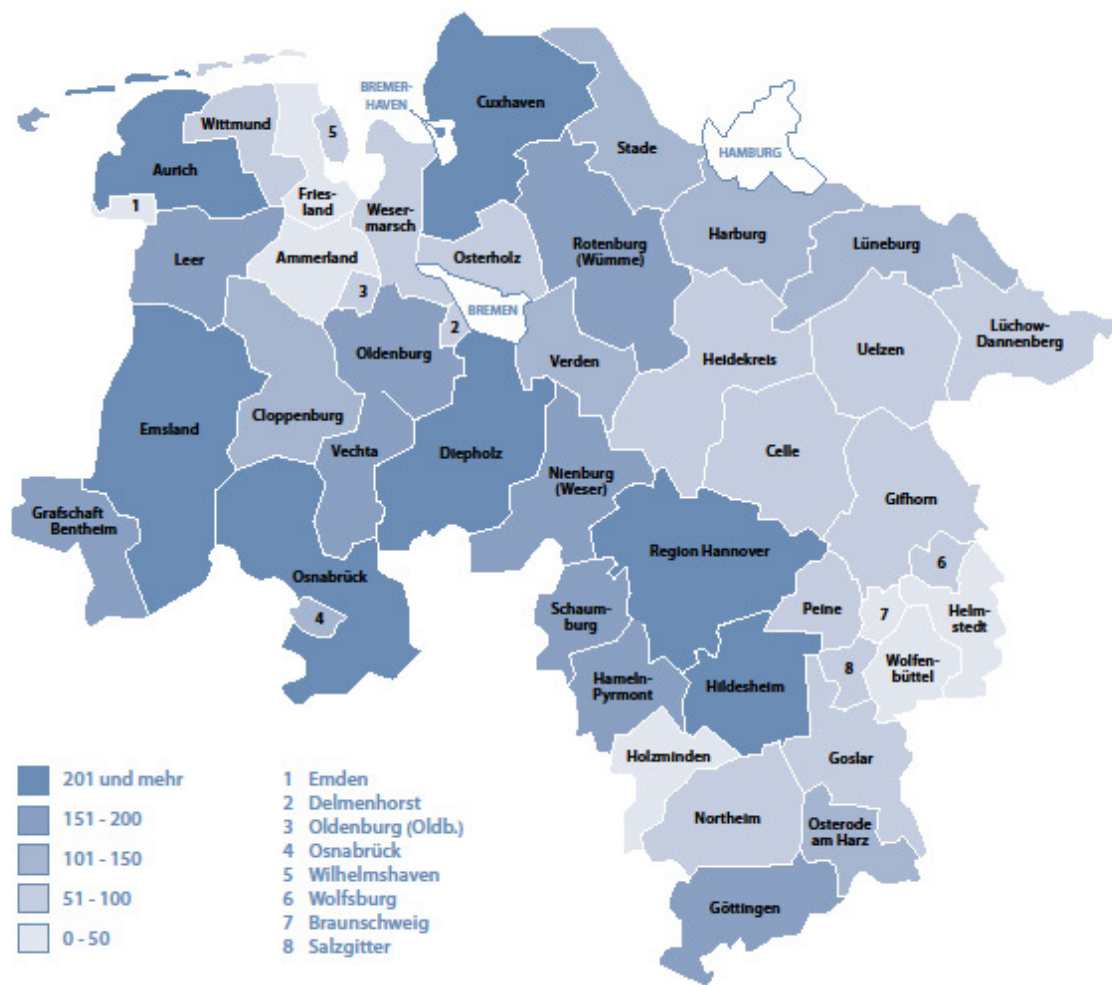 Cuxhaven
BREMER-
HAVEN
Wittmund
5
Stade
HAMBURG
Aurich
1
Fries-
land
Weser-
marsch
Harburg
Rotenburg
(Wümme)
Lüneburg
Leer
Ammerland
Osterholz
3
BREMEN
2
Lüchow-
Dannenberg
Oldenburg
Verden
Heidekreis
Uelzen
Cloppenburg
Emsland
Vechta
Diepholz
Celle
Nienburg
(Weser)
Gifhorn
Grafschaft
Bentheim
Region Hannover
6
Osnabrück
4
Schaum-
burg
Peine
7
Helm-
stedt
Wolfen-
büttel
8
Hameln-
Pyrmont
Hildesheim
Holzminden
Goslar
Northeim
Osterode
am Harz
Göttingen
201 und mehr
151 - 200
101 - 150
51 - 100
0 - 50
1 Emden
2 Delmenhorst
3 Oldenburg (Oldb.)
4 Osnabrück
5 Wilhelmshaven
6 Wolfsburg
7 Braunschweig
8 Salzgitter